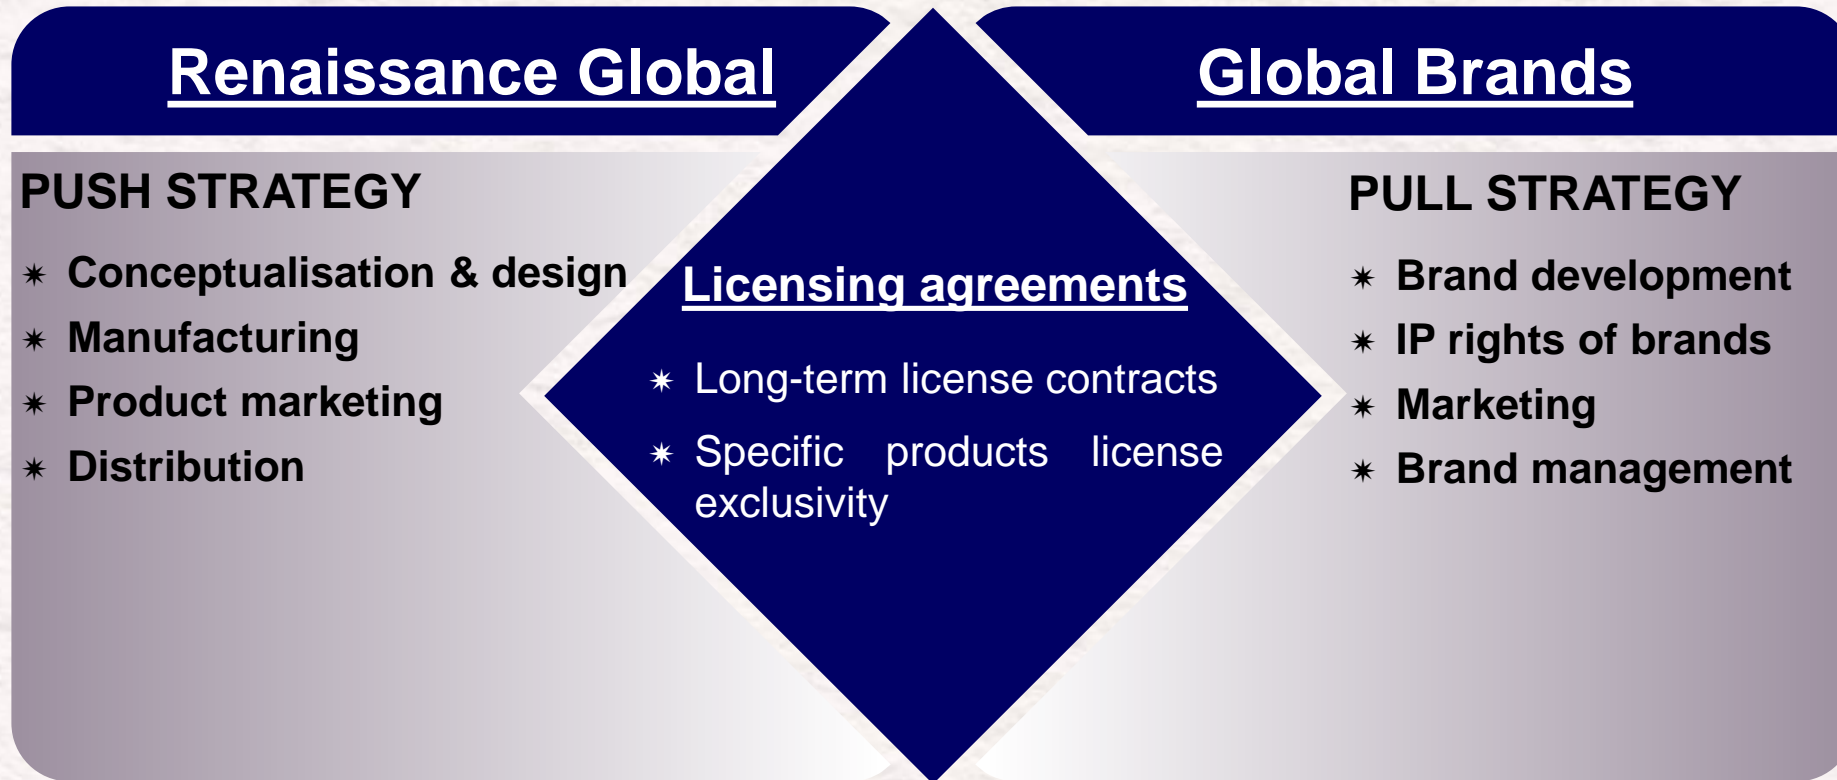 Renaissance Global
PUSH STRATEGY
✷ Conceptualisation & design
✷ Manufacturing
✷ Product marketing
✷ Distribution
Licensing agreements
✷ Long-term license contracts
✷ Specific products license
exclusivity
Global Brands
PULL STRATEGY
✷ Brand development
✷ IP rights of brands
✷ Marketing
✷ Brand management